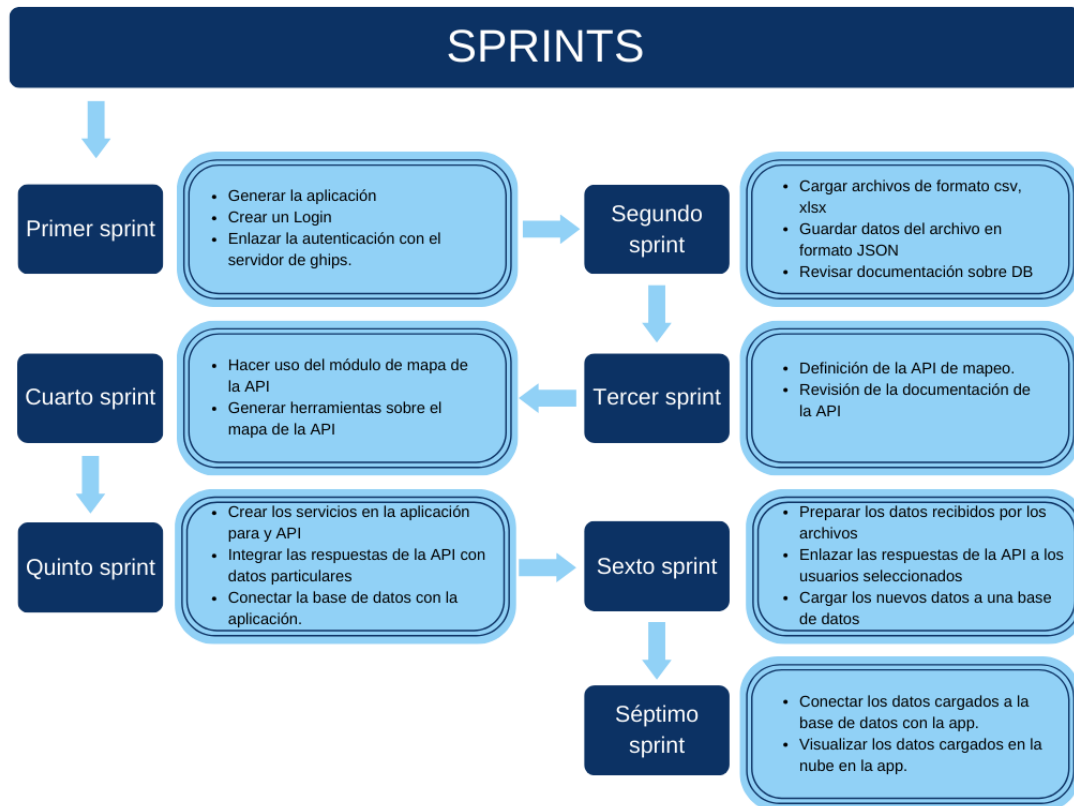 SPRINTS
Primer sprint
• Generar la aplicación
• Crear un Login
• Enlazar la autenticación con el
servidor de ghips.
Segundo
sprint
• Cargar archivos de formato csv,
xlsx
• Guardar datos del archivo en
formato JSON
• Revisar documentación sobre DB
Tercer sprint
• Definición de la API de mapeo.
• Revisión de la documentación de
la API
Cuarto sprint
• Hacer uso del módulo de mapa de
la API
• Generar herramientas sobre el
mapa de la API
Quinto sprint
• Crear los servicios en la aplicación
para y API
• Integrar las respuestas de la API con
datos particulares
• Conectar la base de datos con la
aplicación.
Sexto sprint
• Preparar los datos recibidos por los
archivos
• Enlazar las respuestas de la API a los
usuarios seleccionados
• Cargar los nuevos datos a una base
de datos
Séptimo
sprint
• Conectar los datos cargados a la
base de datos con la app.
• Visualizar los datos cargados en la
nube en la app.